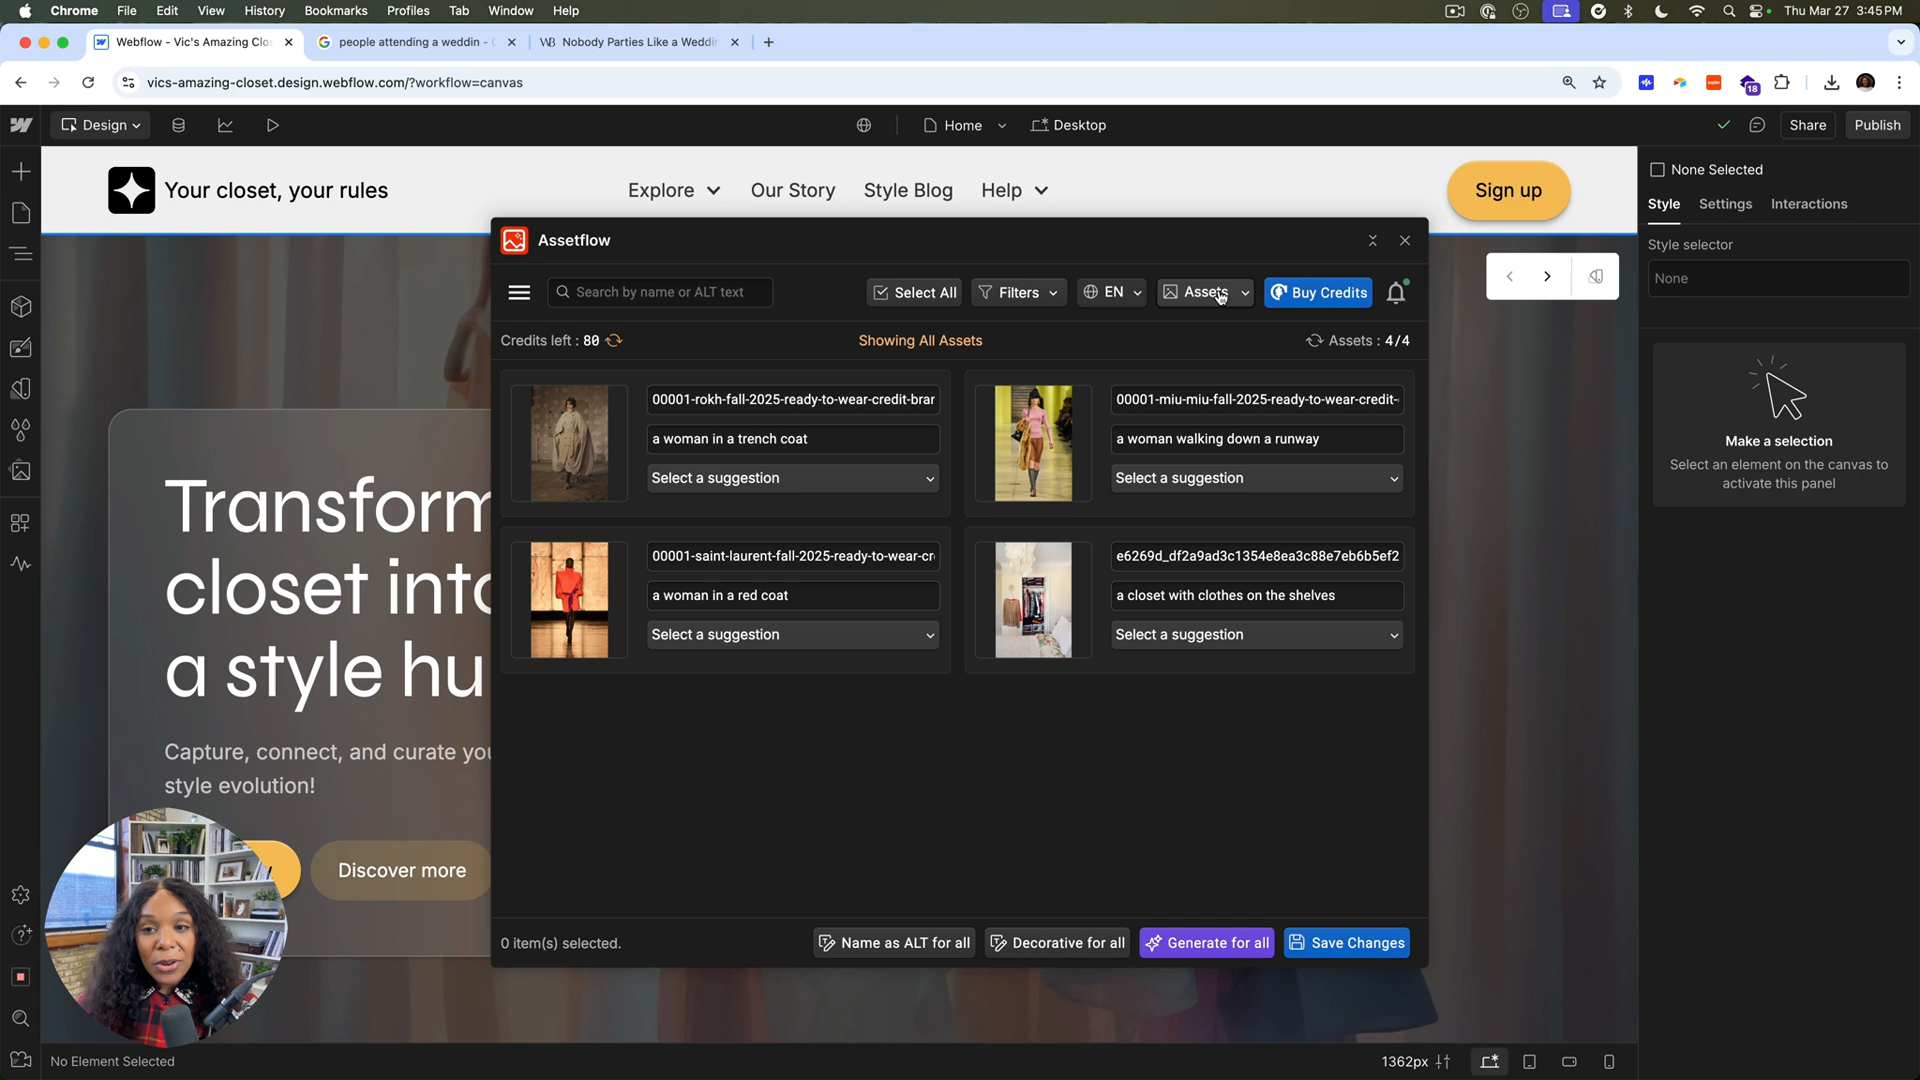 Chrome File Edit View History Bookmarks Profiles Tab Window Help
Thu Mar 27 3:45 PM
Webflow - Vic's Amazing Clo
people attending a weddin -
Nobody Parties Like a Weddi
vics-amazing-closet.design.webflow.com/?workflow=canvas
18
Design
Home
Desktop
Share
Publish
Your closet, your rules
Explore
Our Story
Style Blog
Help
Sign up
None Selected
Style
Settings
Interactions
Style selector
None
Make a selection
Select an element on the canvas to
activate this panel
Assetflow
Search by name or ALT text
Select All
Filters
EN
Assets
Buy Credits
Credits left : 80
Showing All Assets
Assets : 4/4
00001-rokh-fall-2025-ready-to-wear-credit-brar
a woman in a trench coat
Select a suggestion
00001-miu-miu-fall-2025-ready-to-wear-credit-
a woman walking down a runway
Select a suggestion
00001-saint-laurent-fall-2025-ready-to-wear-cr
a woman in a red coat
Select a suggestion
e6269d_df2a9ad3c1354e8ea3c88e7eb6b5ef2
a closet with clothes on the shelves
Select a suggestion
0 item(s) selected.
Name as ALT for all
Decorative for all
Generate for all
Save Changes
Transform
closet into
a style hu
Capture, connect, and curate you
style evolution!
Discover more
No Element Selected
1362px